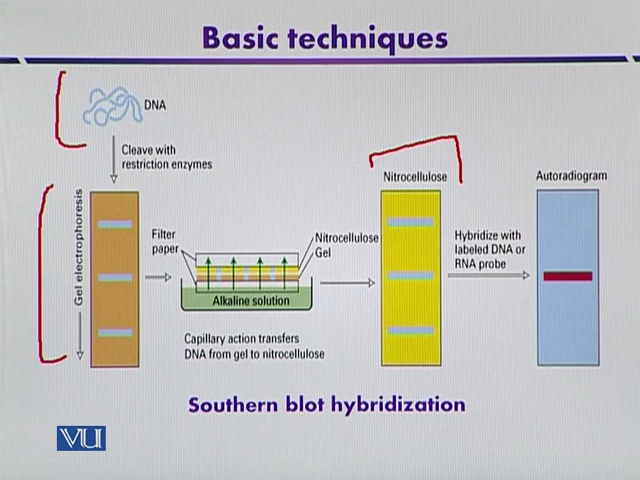 Basic techniques
DNA
Cleave with
restriction enzymes
Gel electrophoresis
Filter
paper
Nitrocellulose
Gel
Alkaline solution
Capillary action transfers
DNA from gel to nitrocellulose
Nitrocellulose
Hybridize with
labeled DNA or
RNA probe
Autoradiogram
Southern blot hybridization
VU